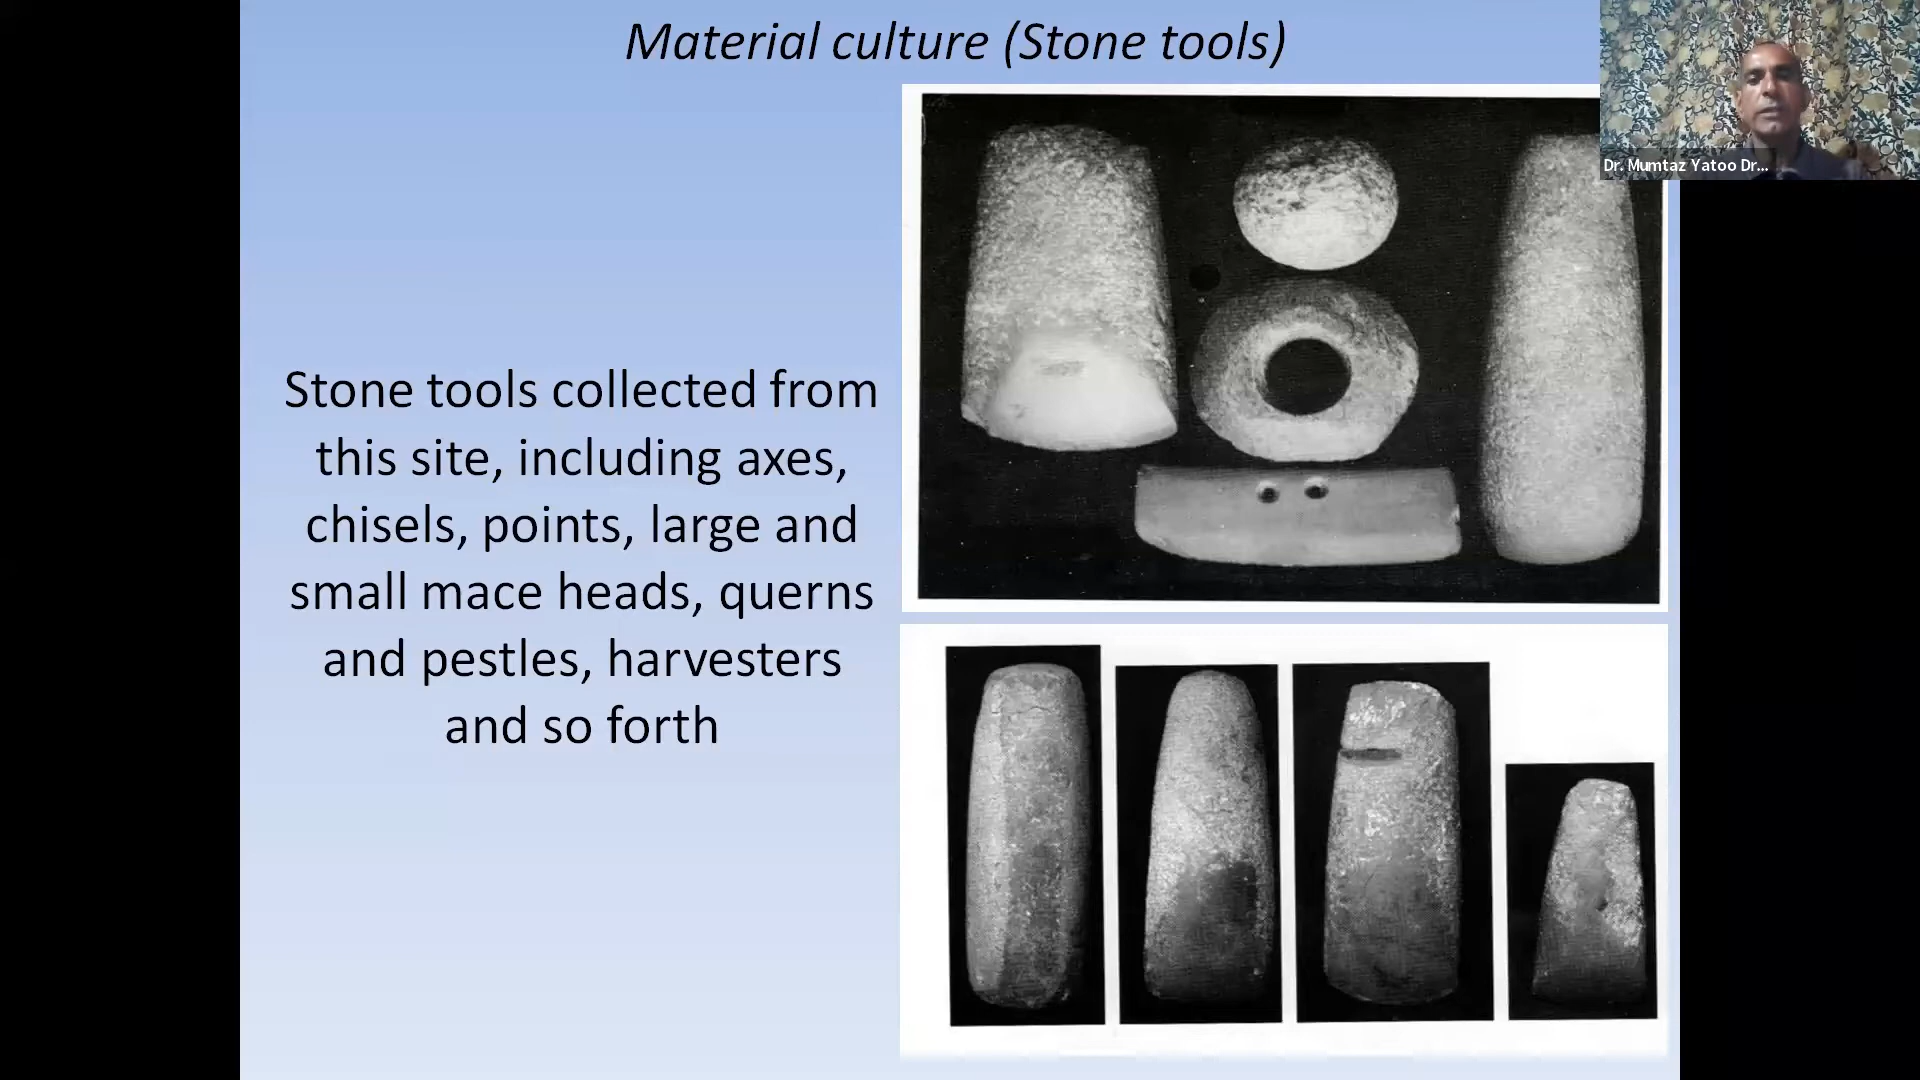 Material culture (Stone tools)
Stone tools collected from
this site, including axes,
chisels, points, large and
small mace heads, querns
and pestles, harvesters
and so forth
Dr. Mumtaz Yatoo Dr...